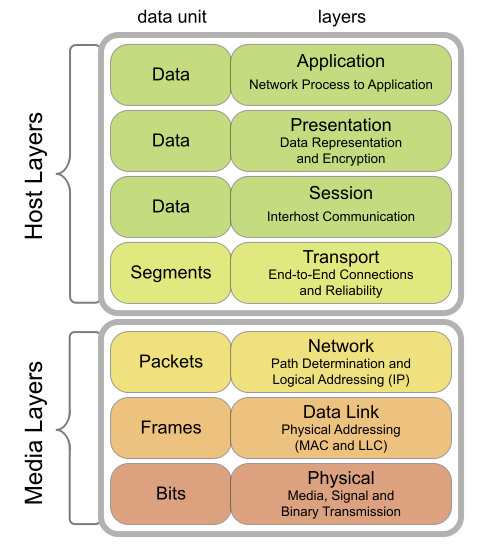 data unit
layers
Host Layers
Data
Application
Network Process to Application
Data
Presentation
Data Representation
and Encryption
Data
Session
Interhost Communication
Segments
Transport
End-to-End Connections
and Reliability
Media Layers
Packets
Network
Path Determination and
Logical Addressing (IP)
Frames
Data Link
Physical Addressing
(MAC and LLC)
Bits
Physical
Media, Signal and
Binary Transmission